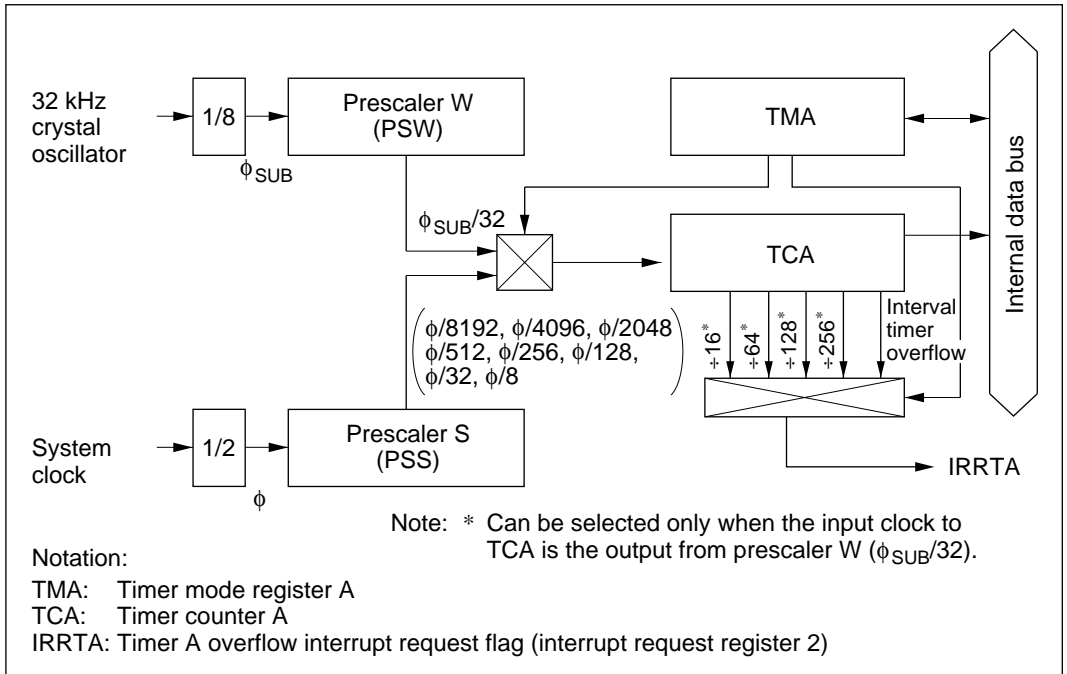 32 kHz
crystal
oscillator
1/8
ϕSUB
Prescaler W
(PSW)
TMA
Internal data bus
ϕSUB/32
TCA
ϕ/8192, ϕ/4096, ϕ/2048
ϕ/512, ϕ/256, ϕ/128,
ϕ/32, ϕ/8
÷16*
÷64*
÷128*
÷256*
Interval
timer
overflow
System
clock
1/2
ϕ
Prescaler S
(PSS)
IRRTA
Note: * Can be selected only when the input clock to
TCA is the output from prescaler W (ϕSUB/32).
Notation:
TMA: Timer mode register A
TCA: Timer counter A
IRRTA: Timer A overflow interrupt request flag (interrupt request register 2)